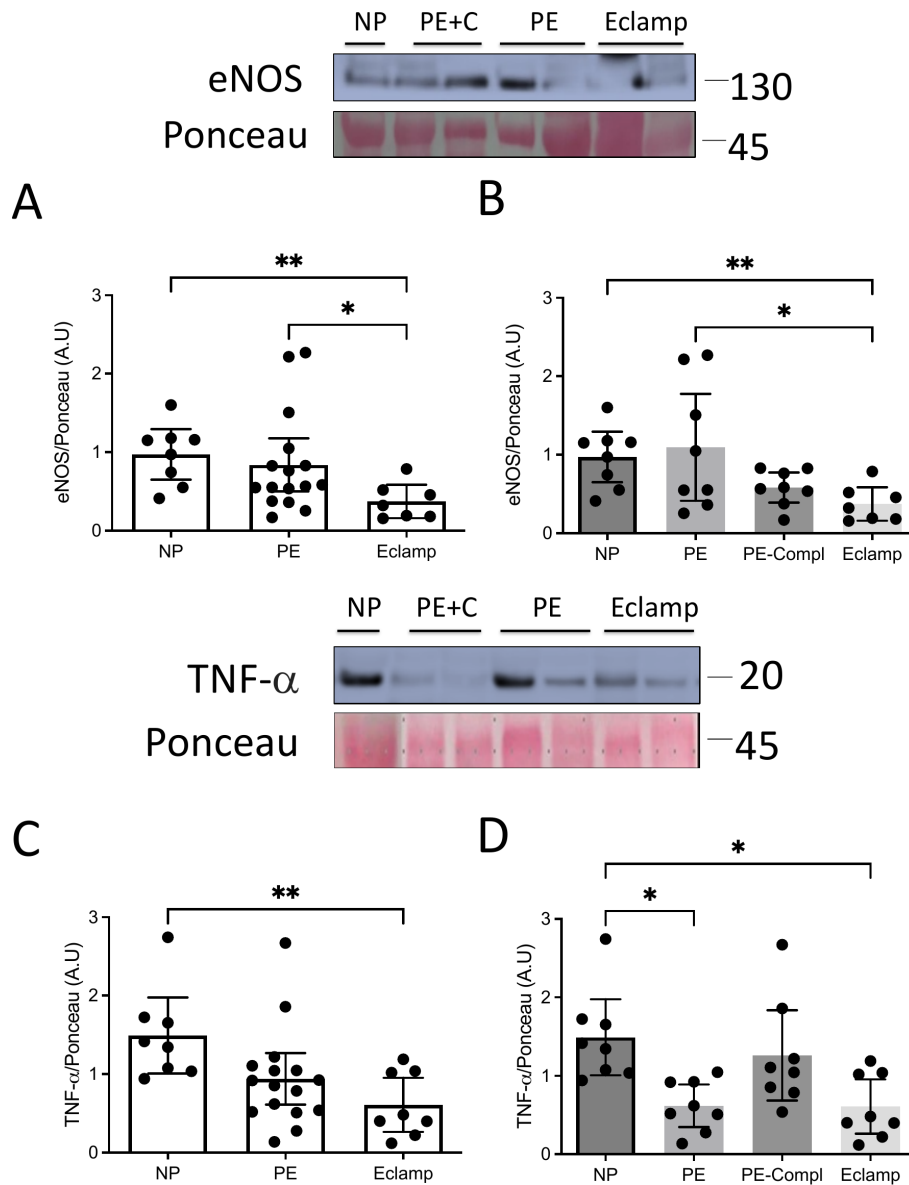 NP PE+C PE Eclamp
eNOS 130
Ponceau 45
A B
** **
* *
3 3
2 2
1 1
0 0
eNOS/Ponceau (A.U) eNOS/Ponceau (A.U)
NP PE Eclamp NP PE PE-Compl Eclamp
NP PE+C PE Eclamp
TNF-α 20
Ponceau 45
C D
*
** *
3 3
2 2
1 1
0 0
TNF-α/Ponceau (A.U) TNF-α/Ponceau (A.U)
NP PE Eclamp NP PE PE-Compl Eclamp